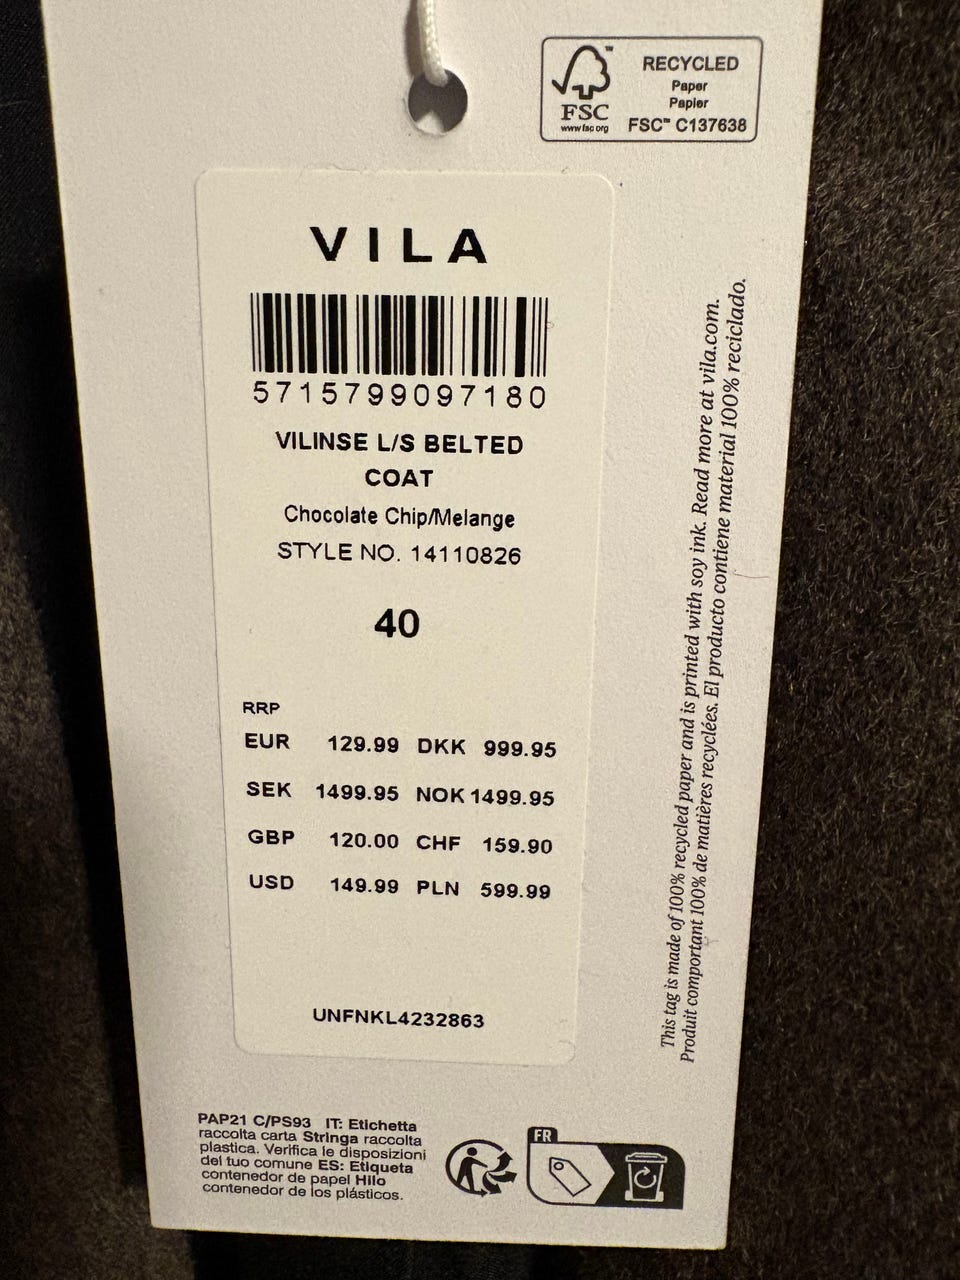 FSC
www.fsc.org
RECYCLED
Paper
Papier
FSC™ C137638
VILA
5715799097180
VILINSE L/S BELTED
COAT
Chocolate Chip/Melange
STYLE NO. 14110826
40
RRP
EUR 129.99 DKK 999.95
SEK 1499.95 NOK 1499.95
GBP 120.00 CHF 159.90
USD 149.99 PLN 599.99
UNFNKL4232863
This tag is made of 100% recycled paper and is printed with soy ink. Read more at vila.com.
Produit comportant 100% de matières recyclées. El producto contiene material 100% reciclado.
PAP21 C/PS93 IT: Etichetta
raccolta carta Stringa raccolta
plastica. Verifica le disposizioni
del tuo comune ES: Etiqueta
contenedor de papel Hilo
contenedor de los plásticos.
FR